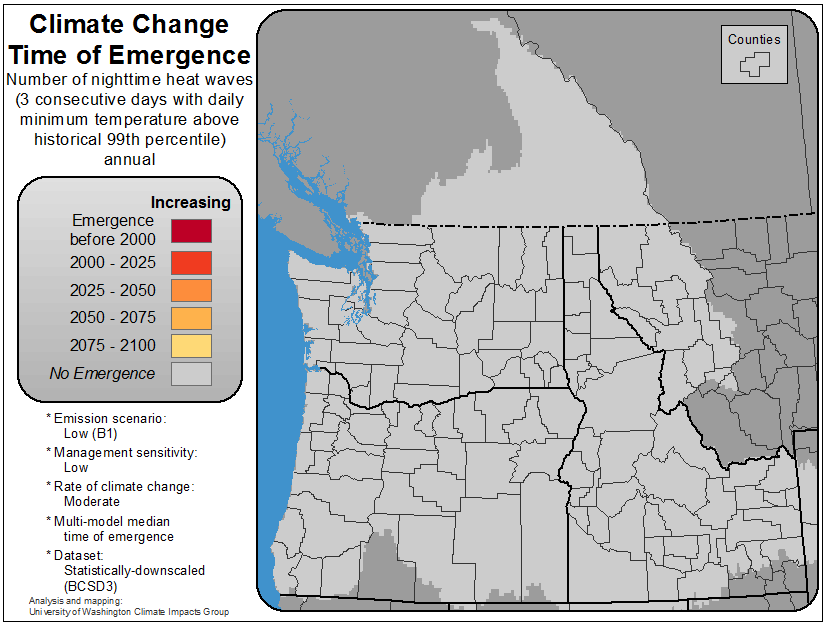 Climate Change
Time of Emergence
Number of nighttime heat waves
(3 consecutive days with daily
minimum temperature above
historical 99th percentile)
annual
Increasing
Emergence
before 2000
2000 - 2025
2025 - 2050
2050 - 2075
2075 - 2100
No Emergence
* Emission scenario:
Low (B1)
* Management sensitivity:
Low
* Rate of climate change:
Moderate
* Multi-model median
time of emergence
* Dataset:
Statistically-downscaled
(BCSD3)
Analysis and mapping:
University of Washington Climate Impacts Group
Counties